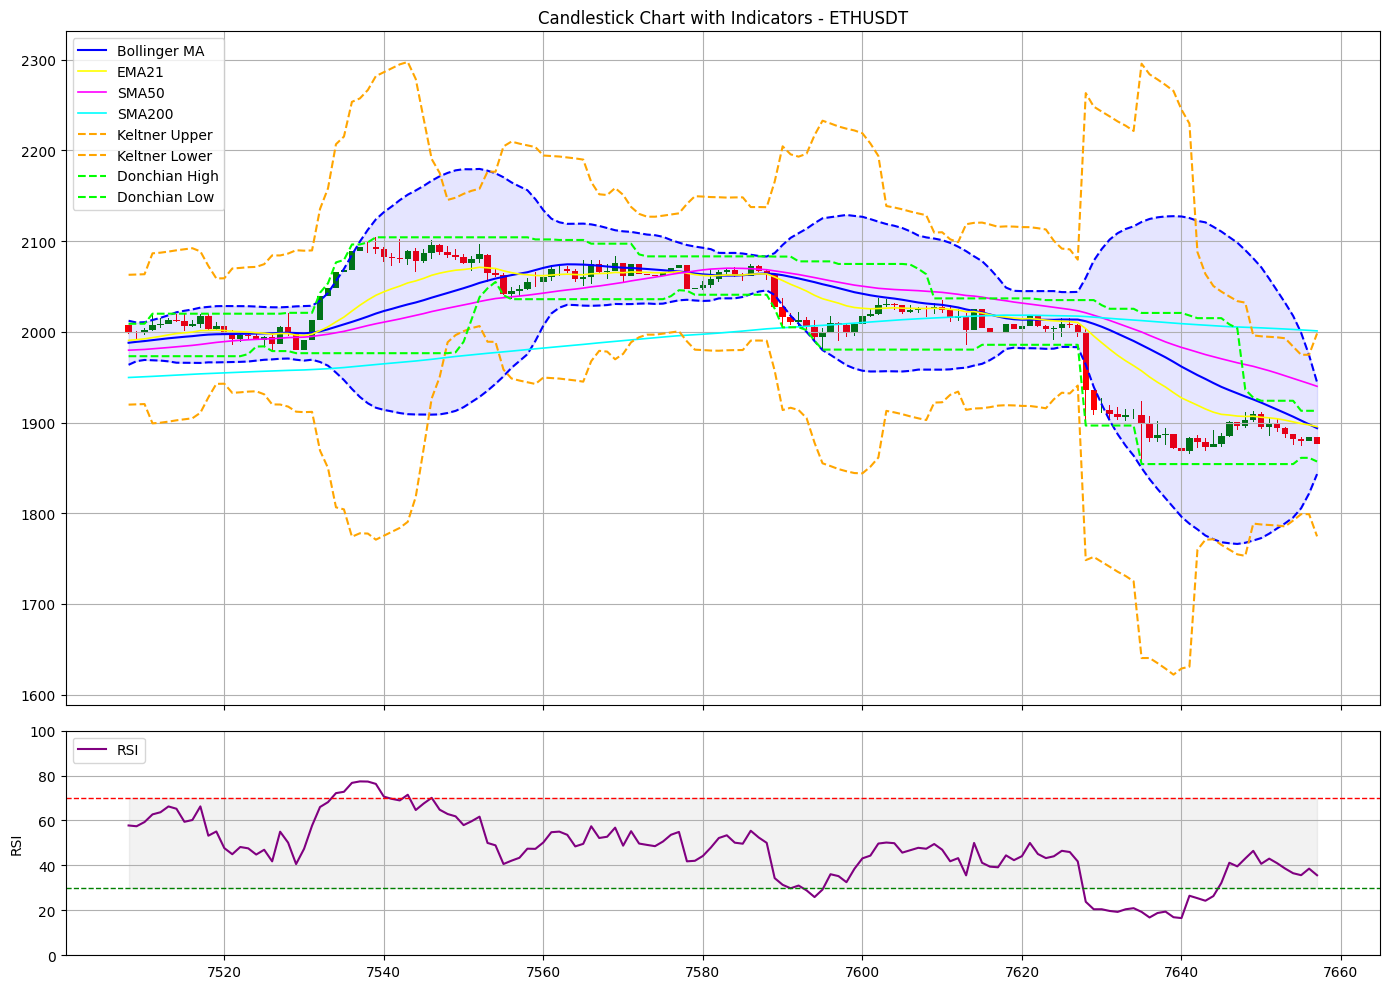 Candlestick Chart with Indicators - ETHUSDT
Bollinger MA
EMA21
SMA50
SMA200
Keltner Upper
Keltner Lower
Donchian High
Donchian Low
2300
2200
2100
2000
1900
1800
1700
1600
RSI
RSI
100
80
60
40
20
0
7520
7540
7560
7580
7600
7620
7640
7660